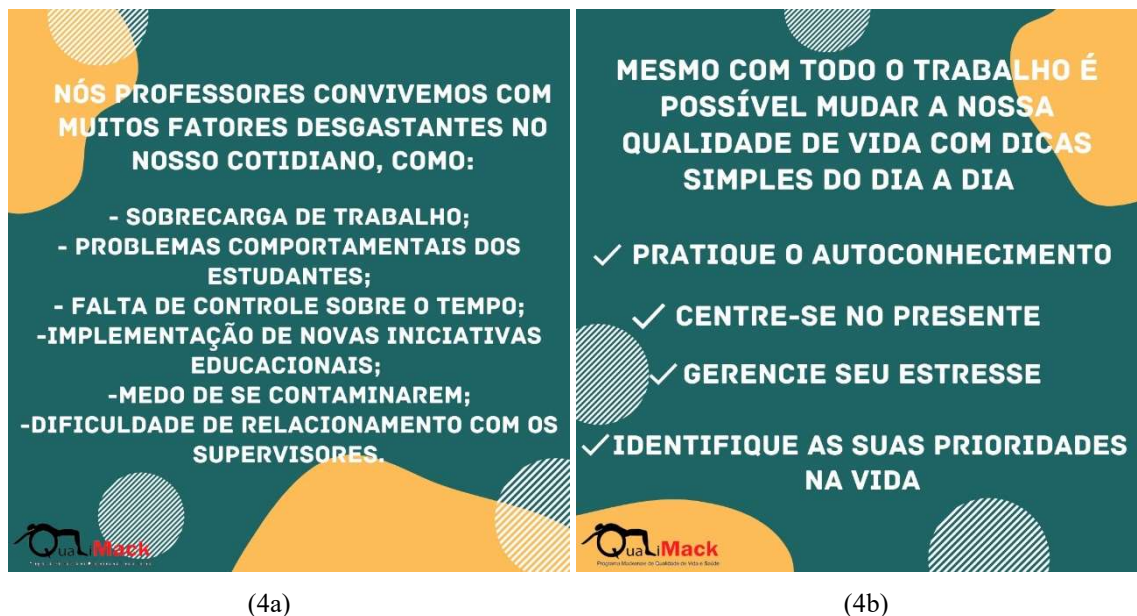 NÓS PROFESSORES CONVIVEMOS COM
MUITOS FATORES DESGASTANTES NO
NOSSO COTIDIANO, COMO:
- SOBRECARGA DE TRABALHO;
- PROBLEMAS COMPORTAMENTAIS DOS
ESTUDANTES;
- FALTA DE CONTROLE SOBRE O TEMPO;
-IMPLEMENTAÇÃO DE NOVAS INICIATIVAS
EDUCACIONAIS;
-MEDO DE SE CONTAMINAREM;
-DIFICULDADE DE RELACIONAMENTO COM OS
SUPERVISORES.
QualiMack
(4a)
MESMO COM TODO O TRABALHO É
POSSÍVEL MUDAR A NOSSA
QUALIDADE DE VIDA COM DICAS
SIMPLES DO DIA A DIA
✓ PRATIQUE O AUTOCONHECIMENTO
✓ CENTRE-SE NO PRESENTE
✓ GERENCIE SEU ESTRESSE
✓IDENTIFIQUE AS SUAS PRIORIDADES
NA VIDA
QualiMack
Programa Mackenzie de Qualidade de Vida e Saúde
(4b)